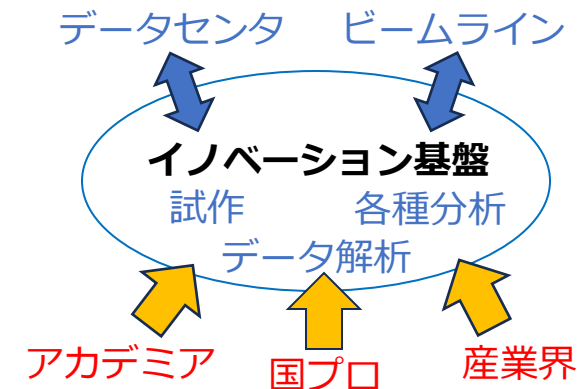 データセンタ ビームライン
イノベーション基盤
試作 各種分析
データ解析
アカデミア 国プロ 産業界